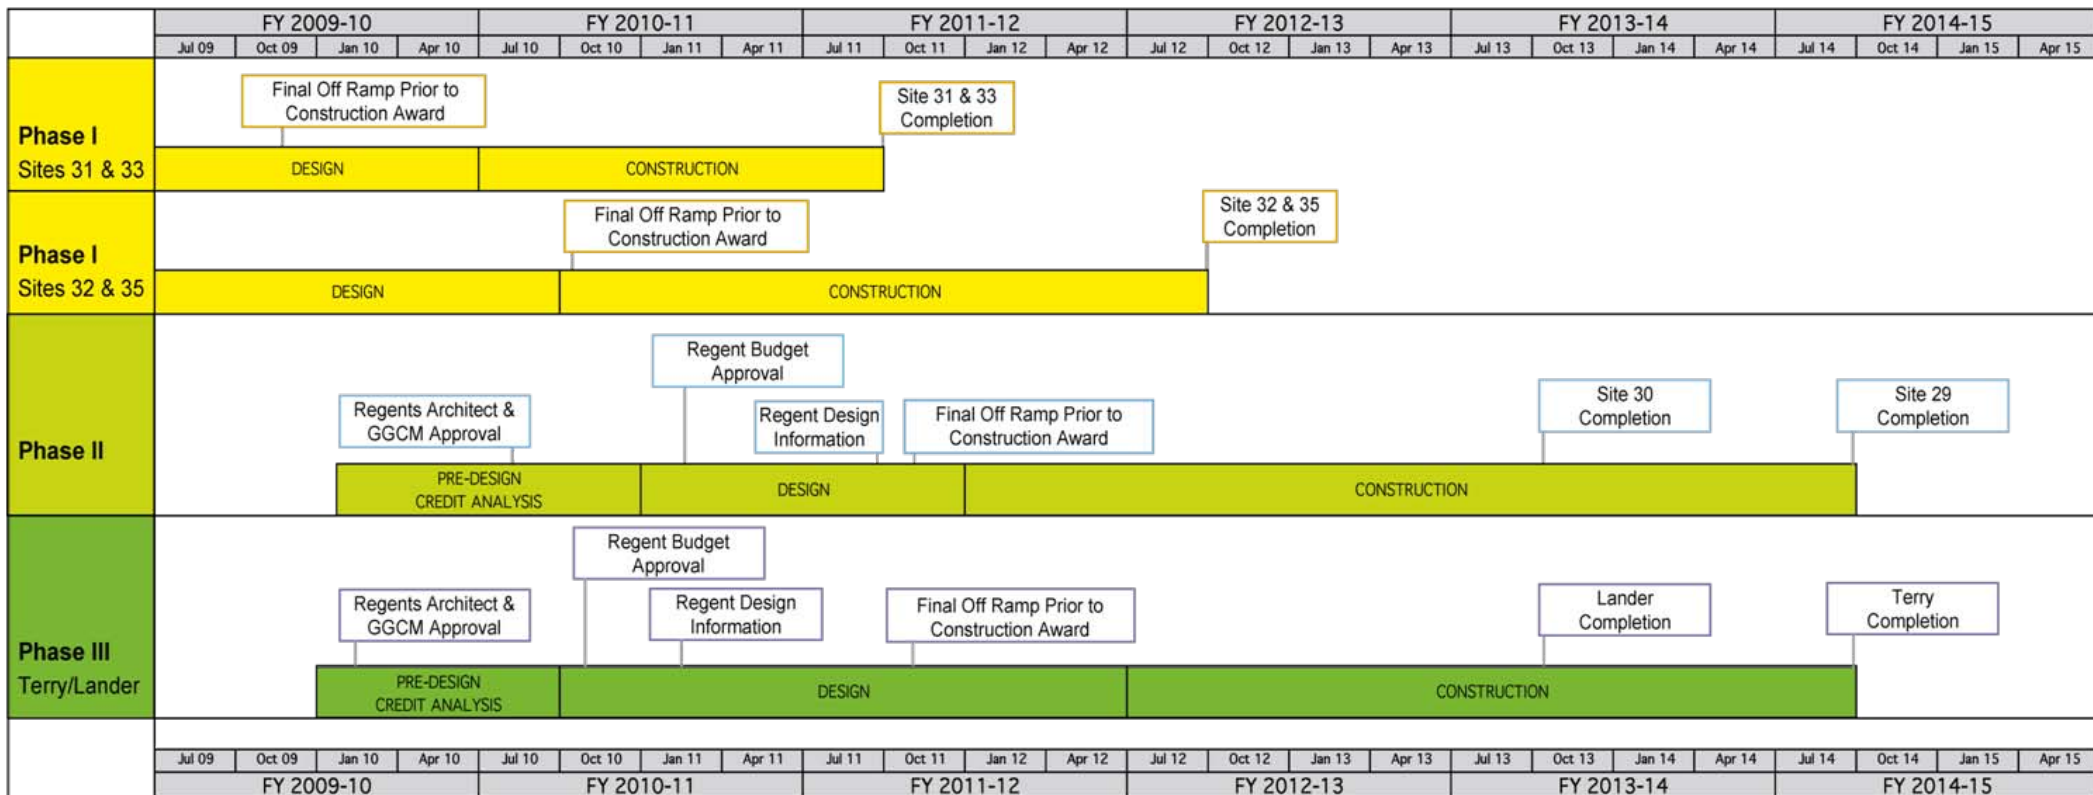 FY 2009-10 FY 2010-11 FY 2011-12 FY 2012-13 FY 2013-14 FY 2014-15
Jul 09 Oct 09 Jan 10 Apr 10 Jul 10 Oct 10 Jan 11 Apr 11 Jul 11 Oct 11 Jan 12 Apr 12 Jul 12 Oct 12 Jan 13 Apr 13 Jul 13 Oct 13 Jan 14 Apr 14 Jul 14 Oct 14 Jan 15 Apr 15
Phase I
Sites 31 & 33
Final Off Ramp Prior to
Construction Award
Site 31 & 33
Completion
DESIGN CONSTRUCTION
Phase I
Sites 32 & 35
Final Off Ramp Prior to
Construction Award
Site 32 & 35
Completion
DESIGN CONSTRUCTION
Phase II
Regents Architect &
GGCM Approval
Regent Budget
Approval
Regent Design
Information
Final Off Ramp Prior to
Construction Award
Site 30
Completion
Site 29
Completion
PRE-DESIGN
CREDIT ANALYSIS
DESIGN
CONSTRUCTION
Phase III
Terry/Lander
Regents Architect &
GGCM Approval
Regent Budget
Approval
Regent Design
Information
Final Off Ramp Prior to
Construction Award
Lander
Completion
Terry
Completion
PRE-DESIGN
CREDIT ANALYSIS
DESIGN
CONSTRUCTION
Jul 09 Oct 09 Jan 10 Apr 10 Jul 10 Oct 10 Jan 11 Apr 11 Jul 11 Oct 11 Jan 12 Apr 12 Jul 12 Oct 12 Jan 13 Apr 13 Jul 13 Oct 13 Jan 14 Apr 14 Jul 14 Oct 14 Jan 15 Apr 15
FY 2009-10 FY 2010-11 FY 2011-12 FY 2012-13 FY 2013-14 FY 2014-15